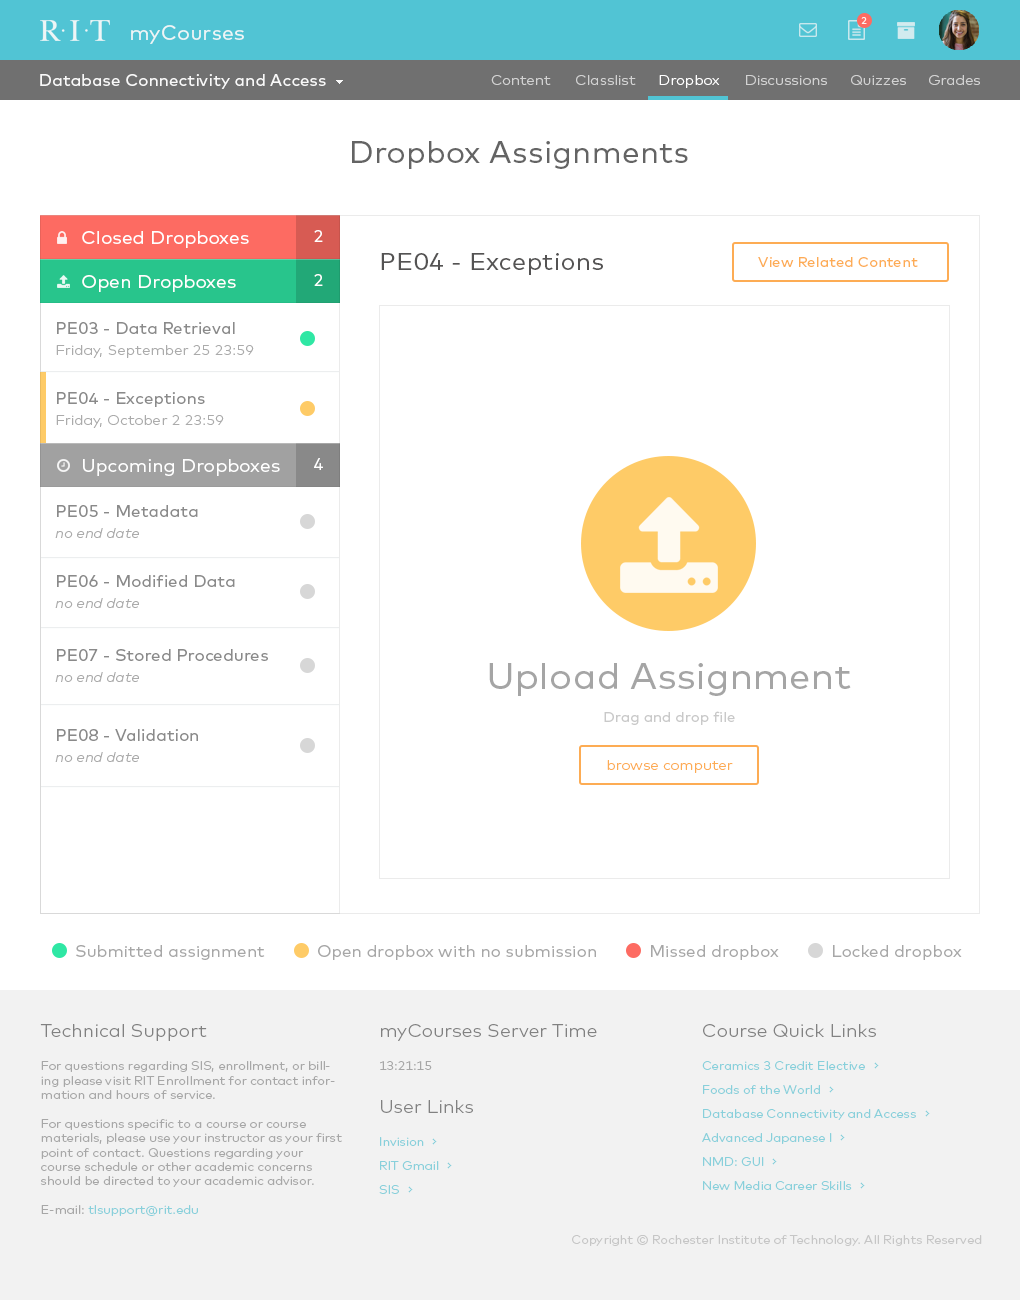 R·I·T myCourses
2
Database Connectivity and Access
Content Classlist Dropbox Discussions Quizzes Grades
Dropbox Assignments
Closed Dropboxes 2
Open Dropboxes 2
PE03 - Data Retrieval
Friday, September 25 23:59
PE04 - Exceptions
Friday, October 2 23:59
Upcoming Dropboxes 4
PE05 - Metadata
no end date
PE06 - Modified Data
no end date
PE07 - Stored Procedures
no end date
PE08 - Validation
no end date
PE04 - Exceptions
View Related Content
Upload Assignment
Drag and drop file
browse computer
Submitted assignment
Open dropbox with no submission
Missed dropbox
Locked dropbox
Technical Support
For questions regarding SIS, enrollment, or bill-
ing please visit RIT Enrollment for contact infor-
mation and hours of service.
For questions specific to a course or course
materials, please use your instructor as your first
point of contact. Questions regarding your
course schedule or other academic concerns
should be directed to your academic advisor.
E-mail: tlsupport@rit.edu
myCourses Server Time
13:21:15
User Links
Invision >
RIT Gmail >
SIS >
Course Quick Links
Ceramics 3 Credit Elective >
Foods of the World >
Database Connectivity and Access >
Advanced Japanese I >
NMD: GUI >
New Media Career Skills >
Copyright © Rochester Institute of Technology. All Rights Reserved